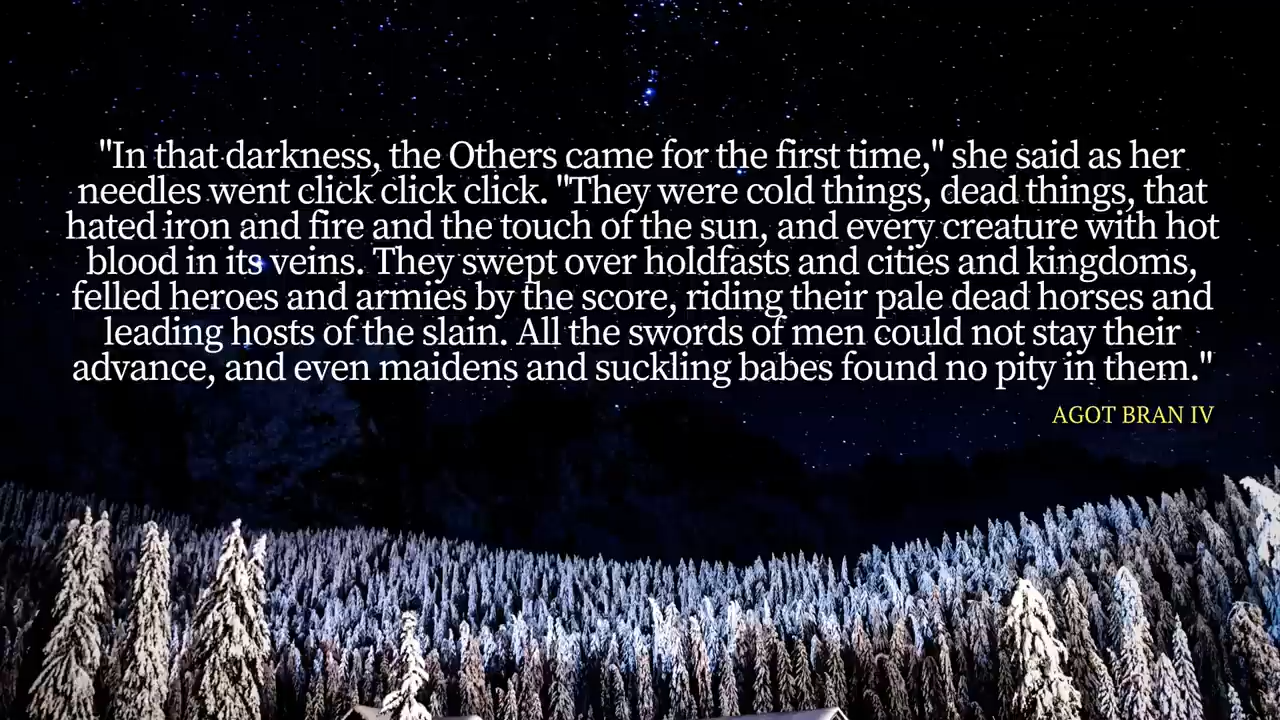 "In that darkness, the Others came for the first time," she said as her
needles went click click click. "They were cold things, dead things, that
hated iron and fire and the touch of the sun, and every creature with hot
blood in its veins. They swept over holdfasts and cities and kingdoms,
felled heroes and armies by the score, riding their pale dead horses and
leading hosts of the slain. All the swords of men could not stay their
advance, and even maidens and suckling babes found no pity in them."
AGOT BRAN IV